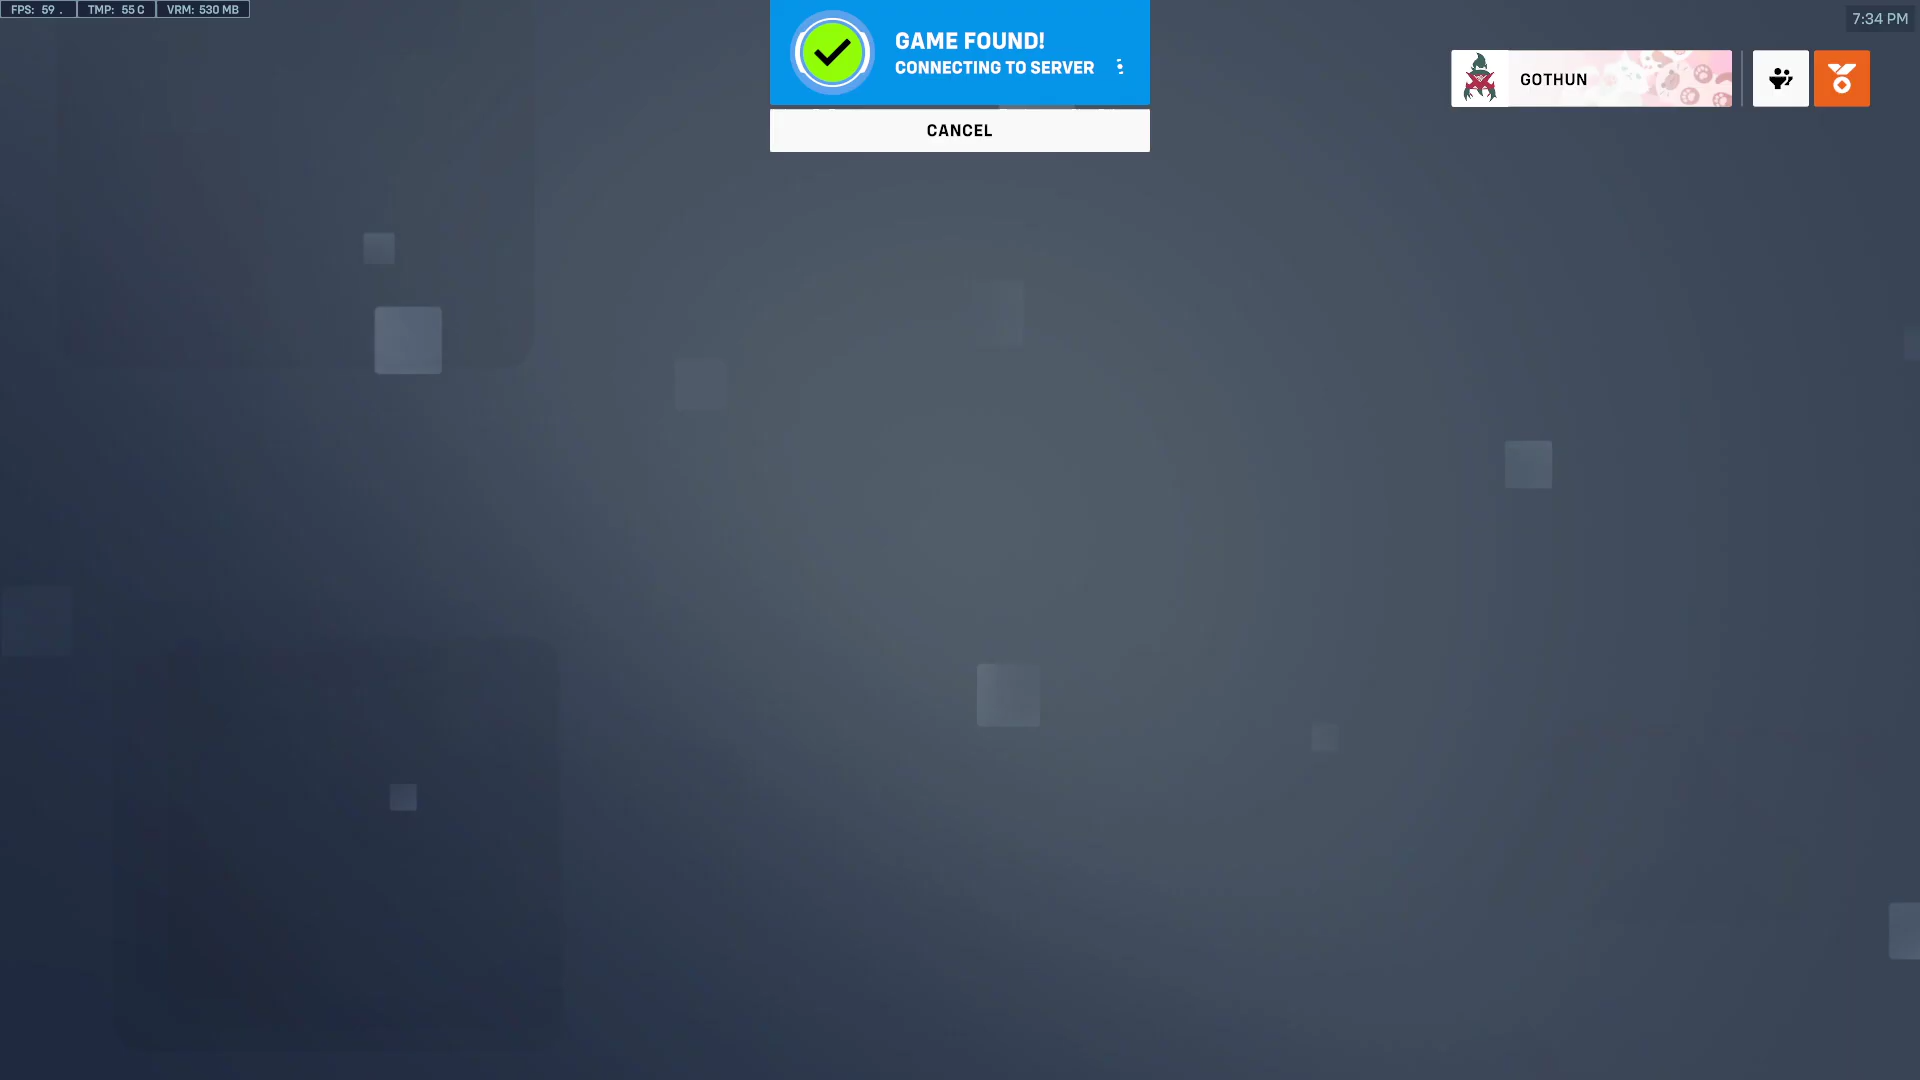 FPS: 59 . TMP: 55 C VRM: 530 MB
7:34 PM
GAME FOUND!
CONNECTING TO SERVER
CANCEL
GOTHUN